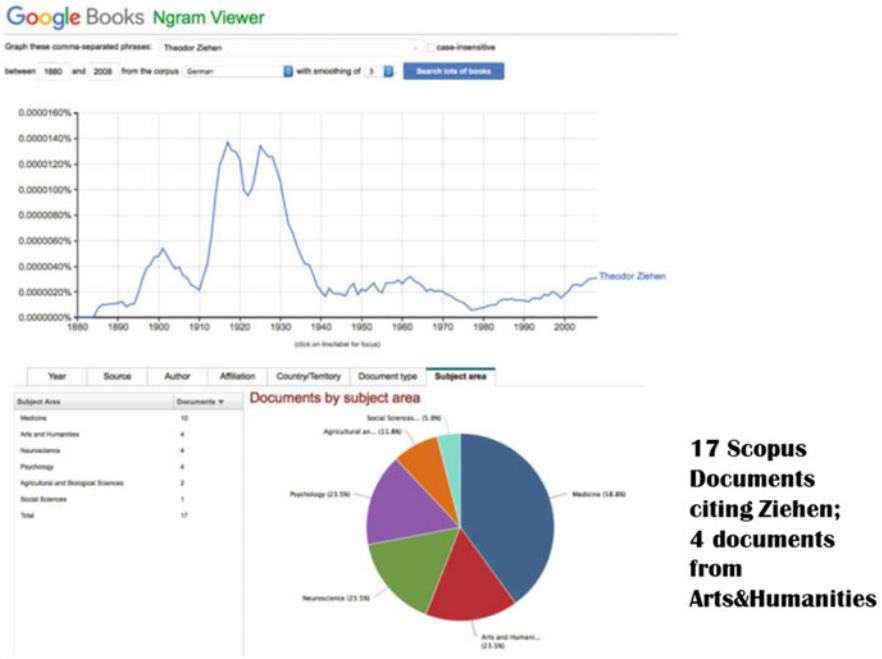 Google Books Ngram Viewer
Graph these comma-separated phrases: Theodor Ziehen case-insensitive
between 1880 and 2008 from the corpus German with smoothing of 3 Search lots of books
0.0000160%
0.0000140%
0.0000120%
0.0000100%
0.0000080%
0.0000060%
0.0000040%
0.0000020%
0.0000000%
Theodor Ziehen
1880 1890 1900 1910 1920 1930 1940 1950 1960 1970 1980 1990 2000
(click on line/label for focus)
Year Source Author Affiliation Country/Territory Document type Subject area
Subject Area Documents
Medicine 10
Arts and Humanities 4
Neuroscience 4
Psychology 4
Agricultural and Biological Sciences 2
Social Sciences 1
Total 17
Documents by subject area
Social Sciences... (5.9%)
Agricultural an... (11.8%)
Psychology (23.5%)
Medicine (58.8%)
Neuroscience (23.5%)
Arts and Humani...
(23.5%)
17 Scopus
Documents
citing Ziehen;
4 documents
from
Arts&Humanities